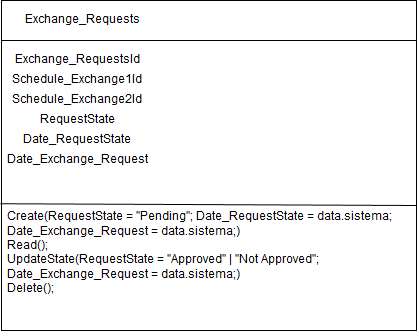 Exchange_Requests
Exchange_RequestsId
Schedule_Exchange1Id
Schedule_Exchange2Id
RequestState
Date_RequestState
Date_Exchange_Request
Create(RequestState = "Pending"; Date_RequestState = data.sistema;
Date_Exchange_Request = data.sistema;)
Read();
UpdateState(RequestState = "Approved" | "Not Approved";
Date_Exchange_Request = data.sistema;)
Delete();